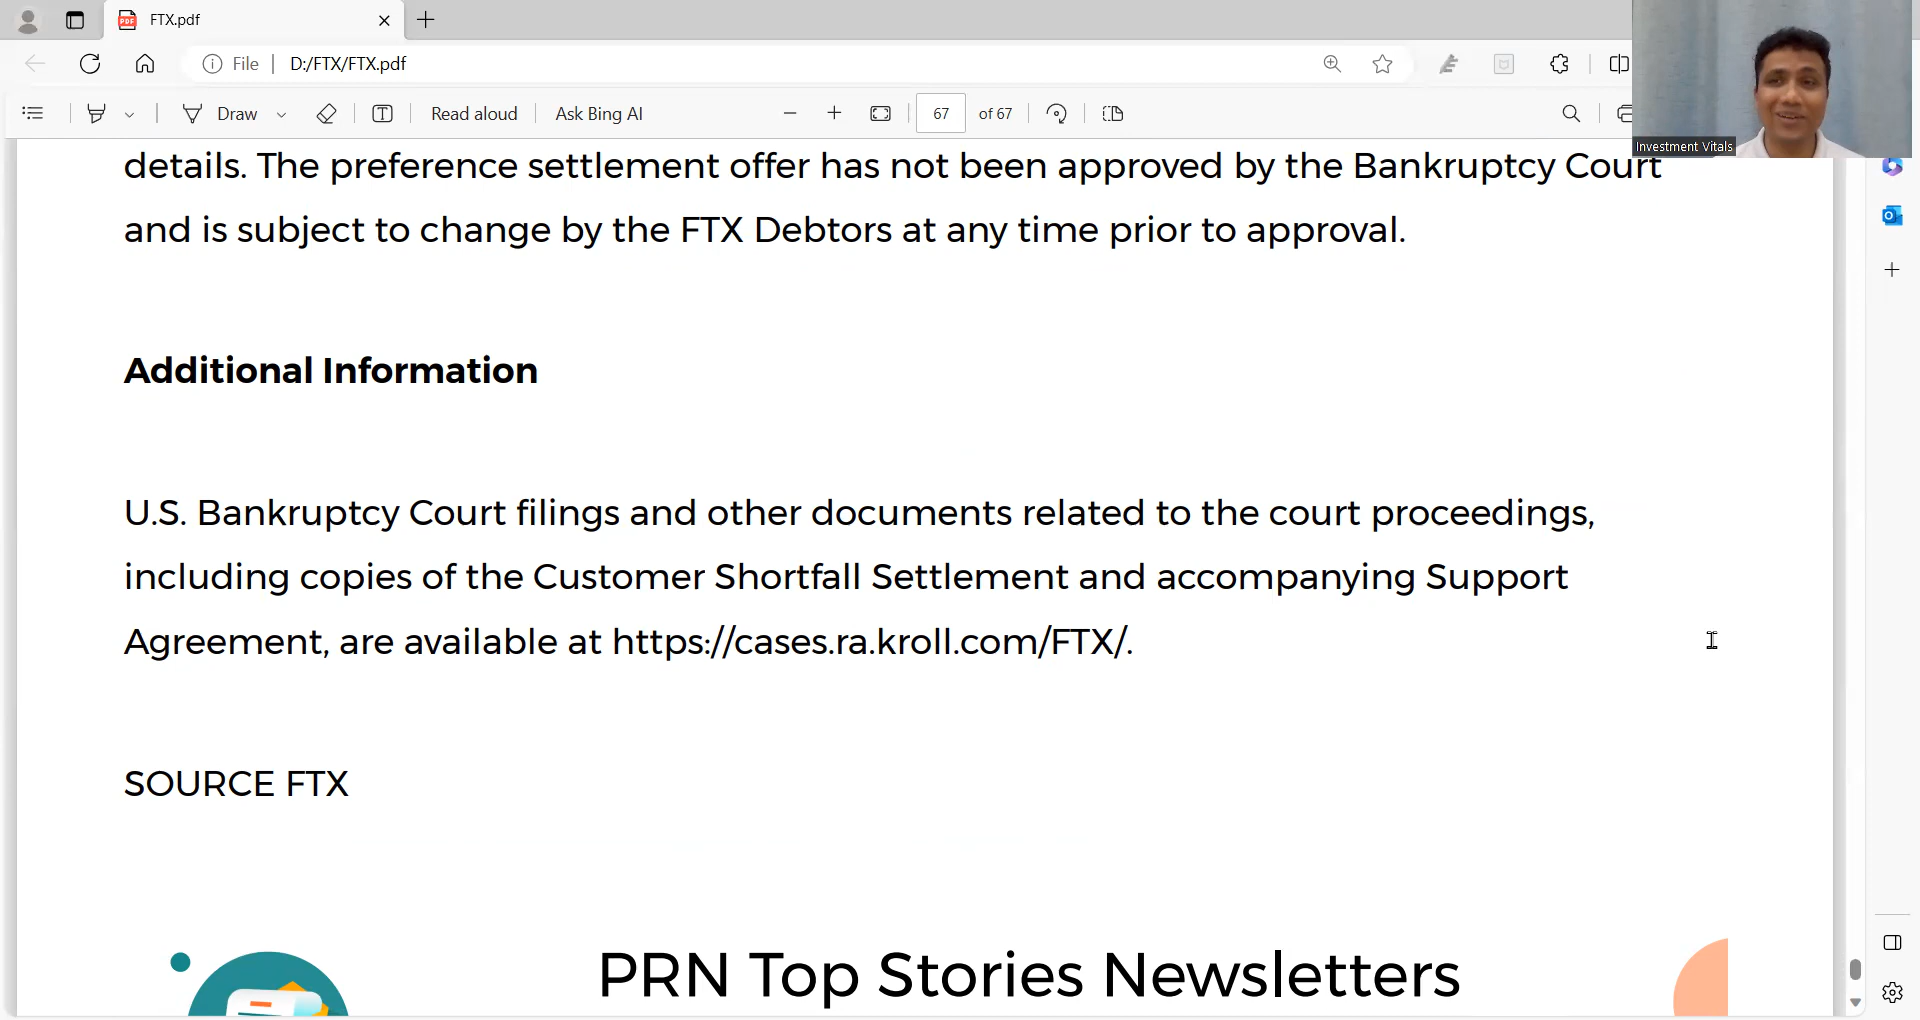 FTX.pdf
File
D:/FTX/FTX.pdf
Draw
Read aloud
Ask Bing AI
67 of 67
Investment Vitals
details. The preference settlement offer has not been approved by the Bankruptcy Court
and is subject to change by the FTX Debtors at any time prior to approval.
Additional Information
U.S. Bankruptcy Court filings and other documents related to the court proceedings,
including copies of the Customer Shortfall Settlement and accompanying Support
Agreement, are available at https://cases.ra.kroll.com/FTX/.
SOURCE FTX
PRN Top Stories Newsletters